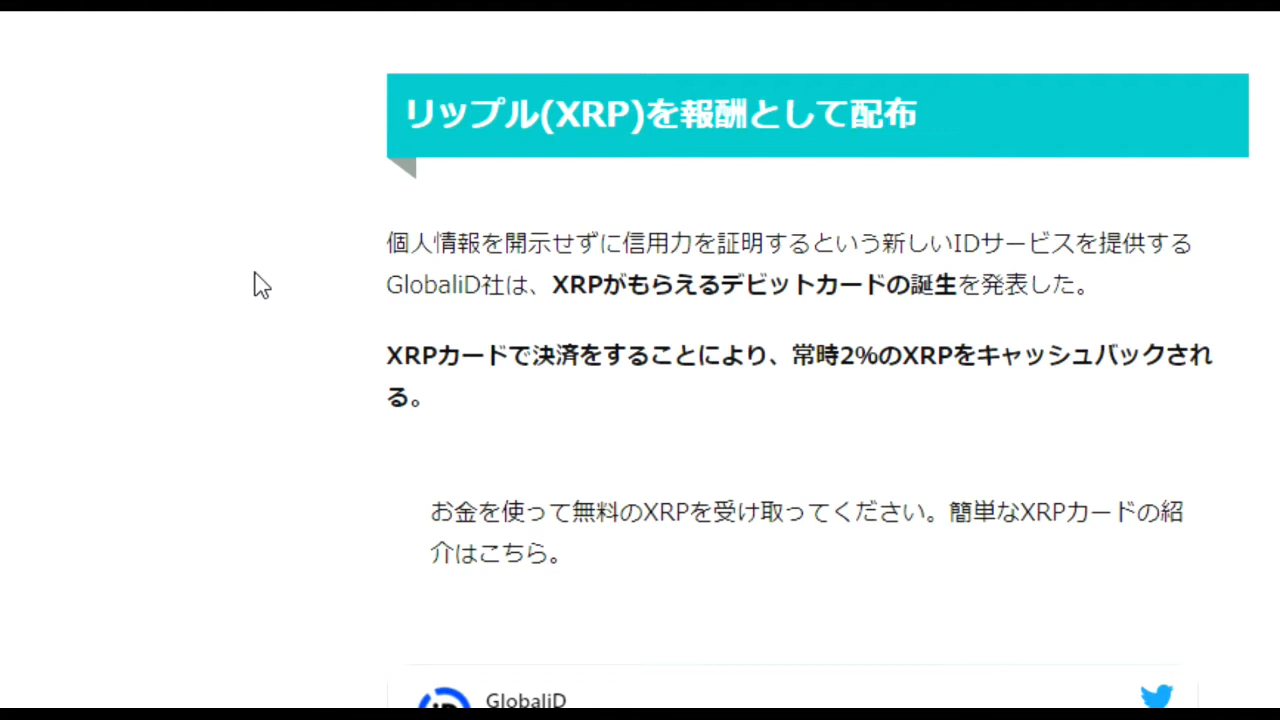 リップル(XRP)を報酬として配布
個人情報を開示せずに信用力を証明するという新しいIDサービスを提供する
GlobaliD社は、XRPがもらえるデビットカードの誕生を発表した。
XRPカードで決済をすることにより、常時2%のXRPをキャッシュバックされ
る。
お金を使って無料のXRPを受け取ってください。簡単なXRPカードの紹
介はこちら。
GlobaliD